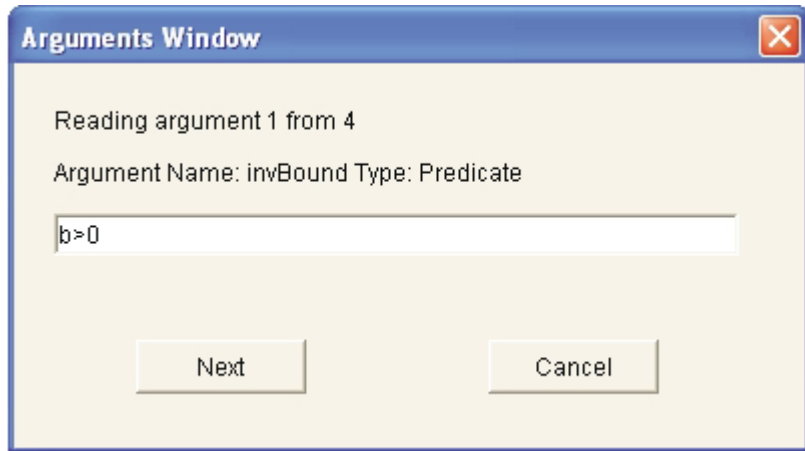 Arguments Window
Reading argument 1 from 4
Argument Name: invBound Type: Predicate
b>0
Next Cancel